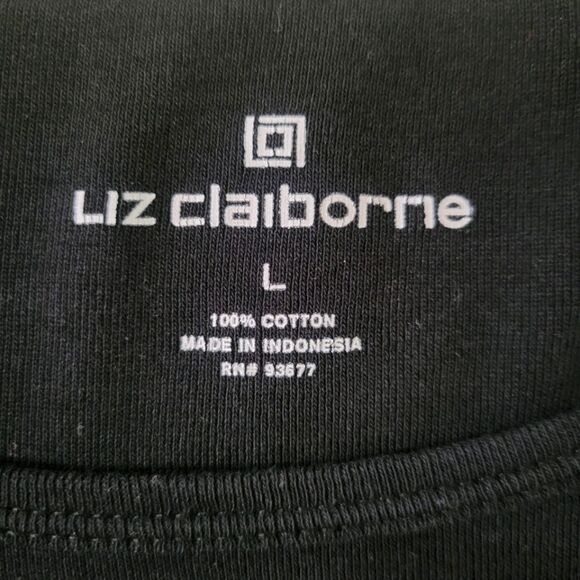 LIZ claiborne
L
100% COTTON
MADE IN INDONESIA
RN# 93677